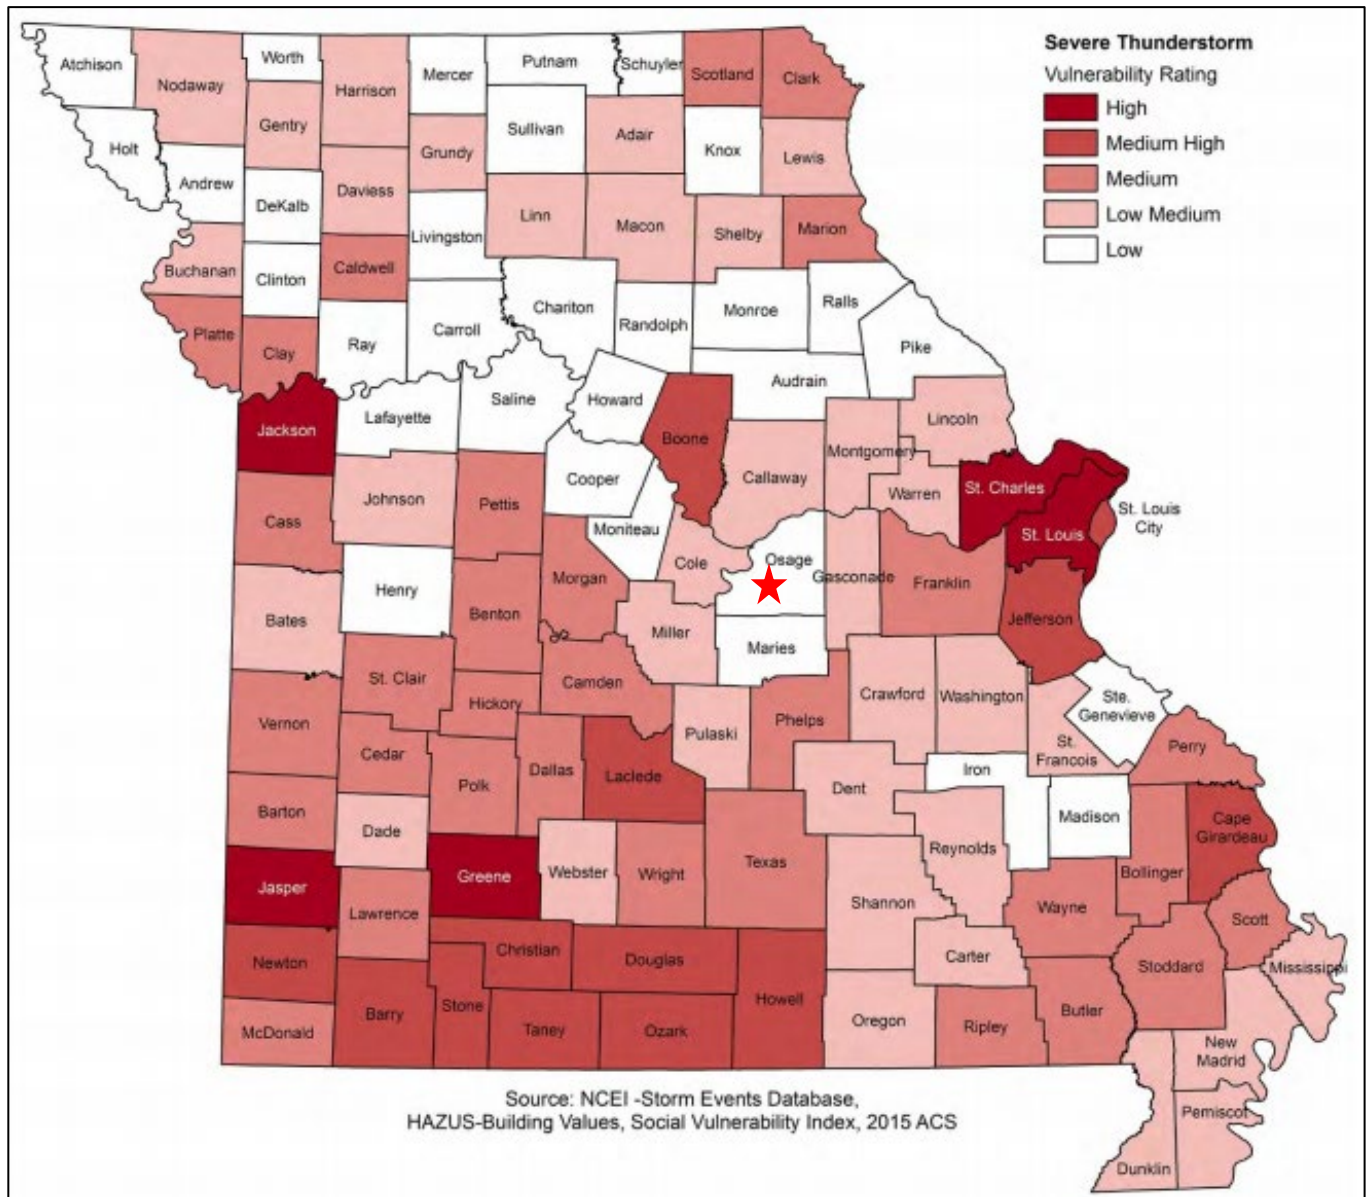 Severe Thunderstorm
Vulnerability Rating
High
Medium High
Medium
Low Medium
Low
Atchison
Nodaway
Worth
Harrison
Mercer
Putnam
Schuyler
Scotland
Clark
Gentry
Holt
Andrew
DeKalb
Daviess
Grundy
Sullivan
Adair
Knox
Lewis
Livingston
Linn
Macon
Shelby
Marion
Buchanan
Clinton
Caldwell
Platte
Clay
Ray
Carroll
Chariton
Randolph
Monroe
Ralls
Pike
Audrain
Jackson
Lafayette
Saline
Howard
Boone
Callaway
Montgomery
Lincoln
Warren
St. Charles
St. Louis
St. Louis
City
Cass
Johnson
Pettis
Cooper
Moniteau
Cole
Osage
Gasconade
Franklin
Jefferson
Bates
Henry
Benton
Morgan
Miller
Maries
St. Clair
Hickory
Camden
Pulaski
Phelps
Crawford
Washington
Ste.
Genevieve
St.
Francois
Perry
Vernon
Cedar
Polk
Dallas
Laclede
Dent
Iron
Madison
Cape
Girardeau
Barton
Dade
Greene
Webster
Wright
Texas
Reynolds
Bollinger
Jasper
Lawrence
Shannon
Wayne
Scott
Newton
Christian
Douglas
Howell
Carter
Stoddard
Mississippi
McDonald
Barry
Stone
Taney
Ozark
Oregon
Ripley
Butler
New
Madrid
Pemiscot
Dunklin
Source: NCEI -Storm Events Database,
HAZUS-Building Values, Social Vulnerability Index, 2015 ACS